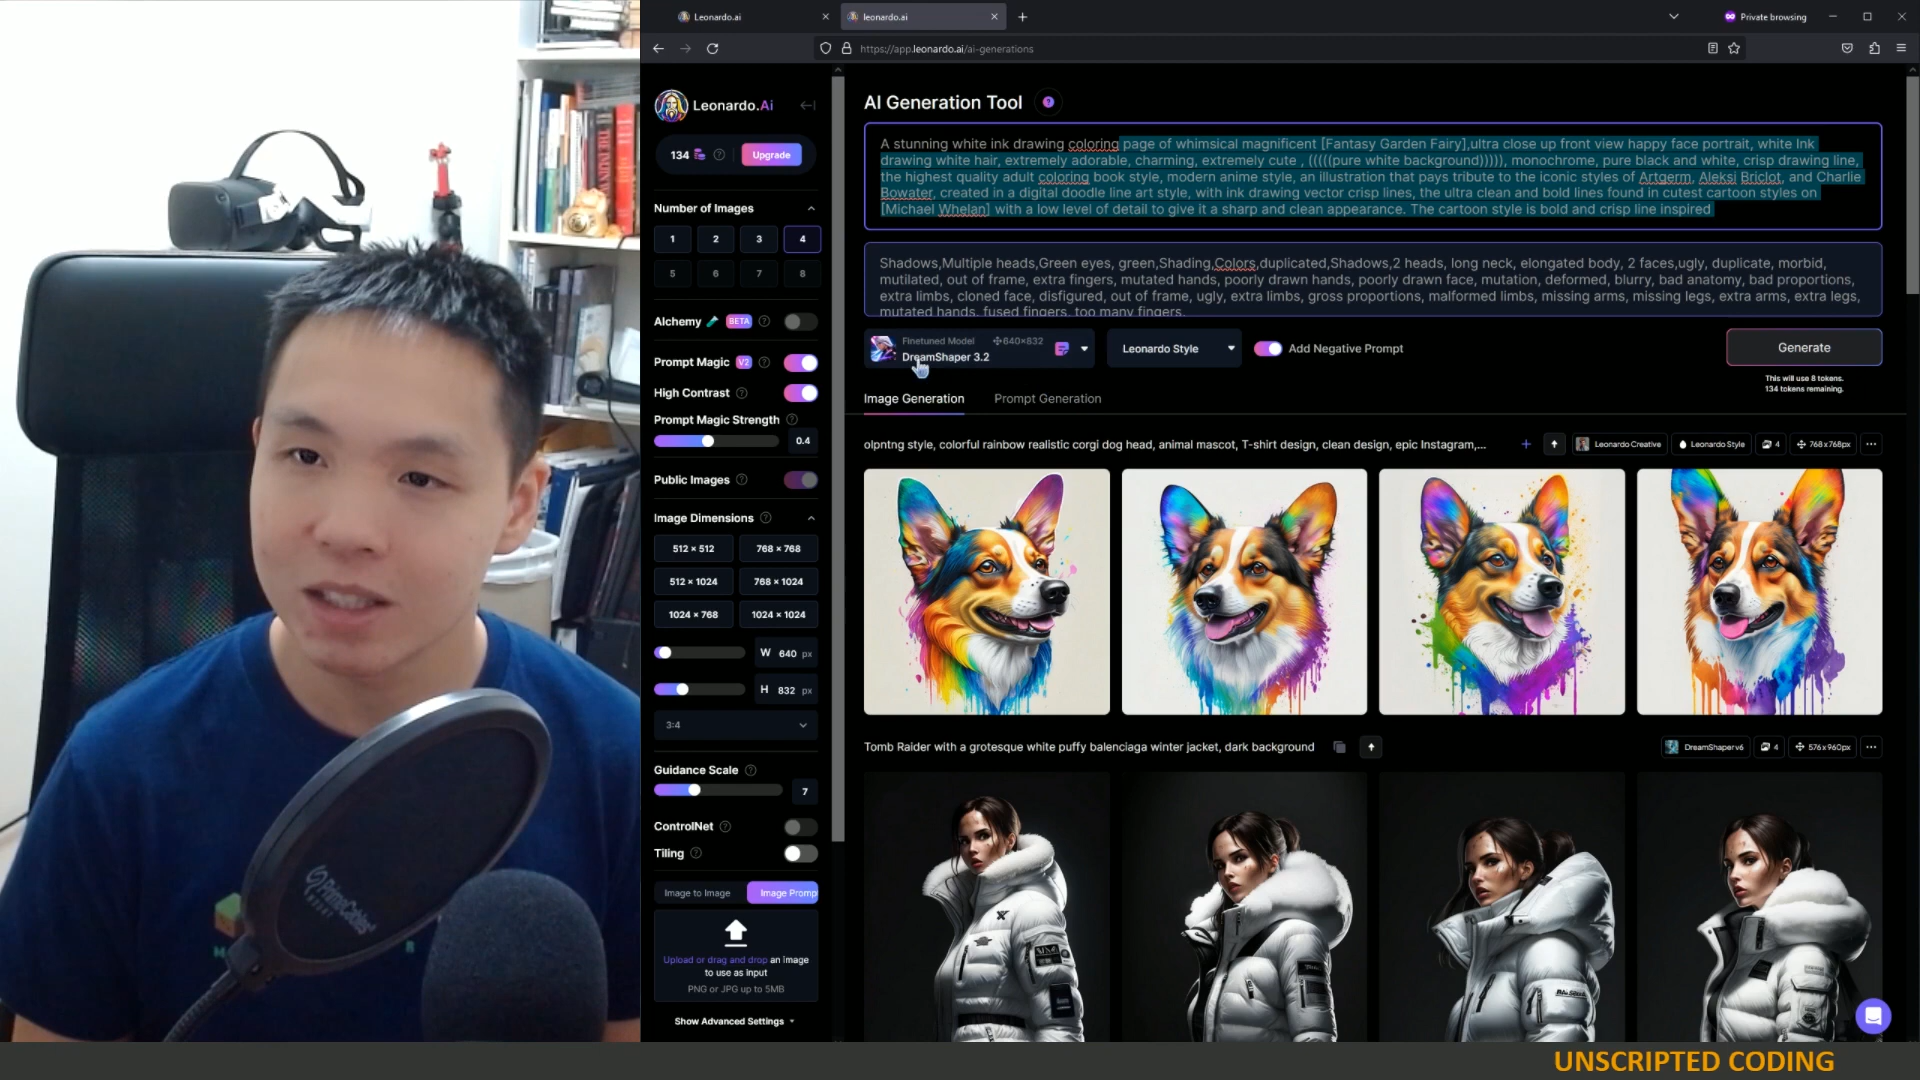 Leonardo.ai
leonardo.ai
Private browsing
https://app.leonardo.ai/ai-generations
Leonardo.Ai
134
Upgrade
Number of Images
1 2 3 4
5 6 7 8
Alchemy BETA
Prompt Magic V2
High Contrast
Prompt Magic Strength
0.4
Public Images
Image Dimensions
512 × 512 768 × 768
512 × 1024 768 × 1024
1024 × 768 1024 × 1024
W 640 px
H 832 px
3:4
Guidance Scale
7
ControlNet
Tiling
Image to Image Image Promp
Upload or drag and drop an image
to use as input
PNG or JPG up to 5MB
Show Advanced Settings
AI Generation Tool
A stunning white ink drawing coloring page of whimsical magnificent [Fantasy Garden Fairy],ultra close up front view happy face portrait, white Ink
drawing white hair, extremely adorable, charming, extremely cute , (((((pure white background))))), monochrome, pure black and white, crisp drawing line,
the highest quality adult coloring book style, modern anime style, an illustration that pays tribute to the iconic styles of Artgerm, Aleksi Briclot, and Charlie
Bowater, created in a digital doodle line art style, with ink drawing vector crisp lines, the ultra clean and bold lines found in cutest cartoon styles on
[Michael Whelan] with a low level of detail to give it a sharp and clean appearance. The cartoon style is bold and crisp line inspired
Shadows,Multiple heads,Green eyes, green,Shading,Colors,duplicated,Shadows,2 heads, long neck, elongated body, 2 faces,ugly, duplicate, morbid,
mutilated, out of frame, extra fingers, mutated hands, poorly drawn hands, poorly drawn face, mutation, deformed, blurry, bad anatomy, bad proportions,
extra limbs, cloned face, disfigured, out of frame, ugly, extra limbs, gross proportions, malformed limbs, missing arms, missing legs, extra arms, extra legs,
mutated hands, fused fingers, too many fingers,
Finetuned Model 640×832
DreamShaper 3.2
Leonardo Style
Add Negative Prompt
Generate
This will use 8 tokens.
134 tokens remaining.
Image Generation Prompt Generation
olpntng style, colorful rainbow realistic corgi dog head, animal mascot, T-shirt design, clean design, epic Instagram,...
Leonardo Creative Leonardo Style 4 768 x 768px
Tomb Raider with a grotesque white puffy balenciaga winter jacket, dark background
DreamShaper v6 4 576 x 960px
PrimeCables
UNSCRIPTED CODING